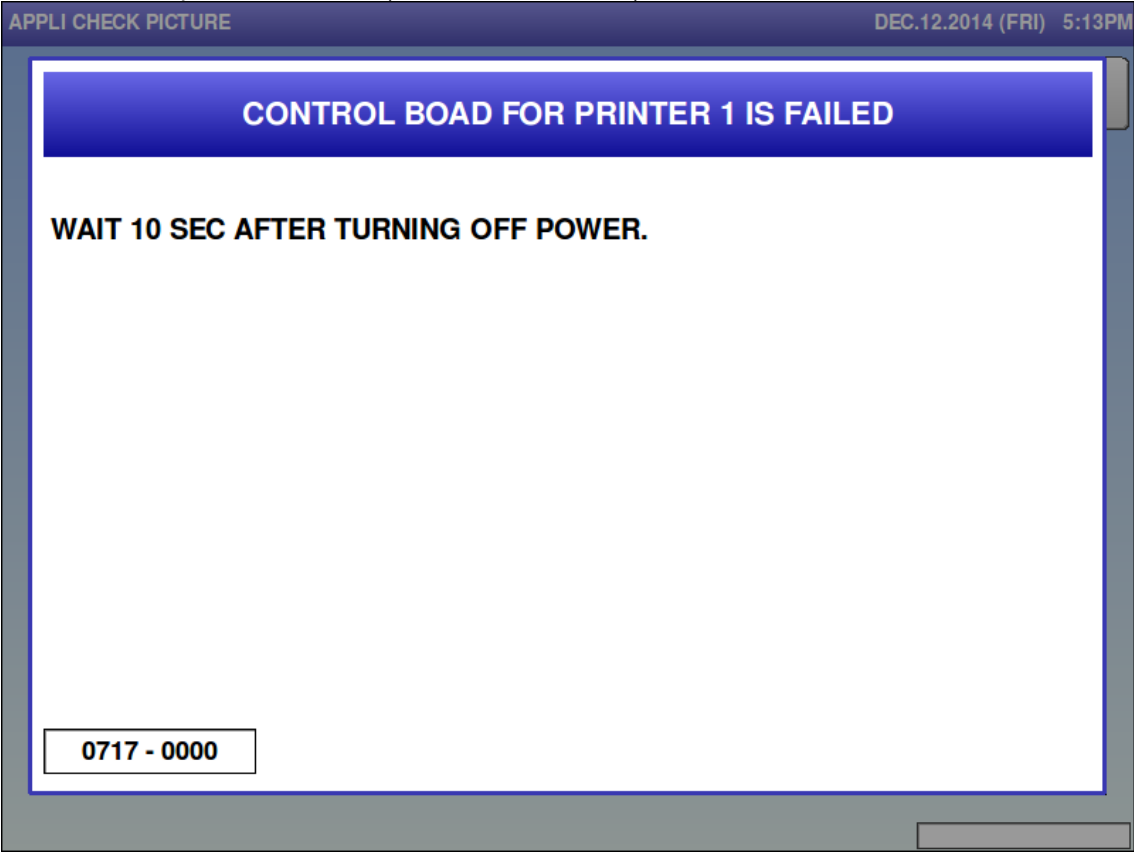 APPLI CHECK PICTURE DEC.12.2014 (FRI) 5:13PM
CONTROL BOAD FOR PRINTER 1 IS FAILED
WAIT 10 SEC AFTER TURNING OFF POWER.
0717 - 0000